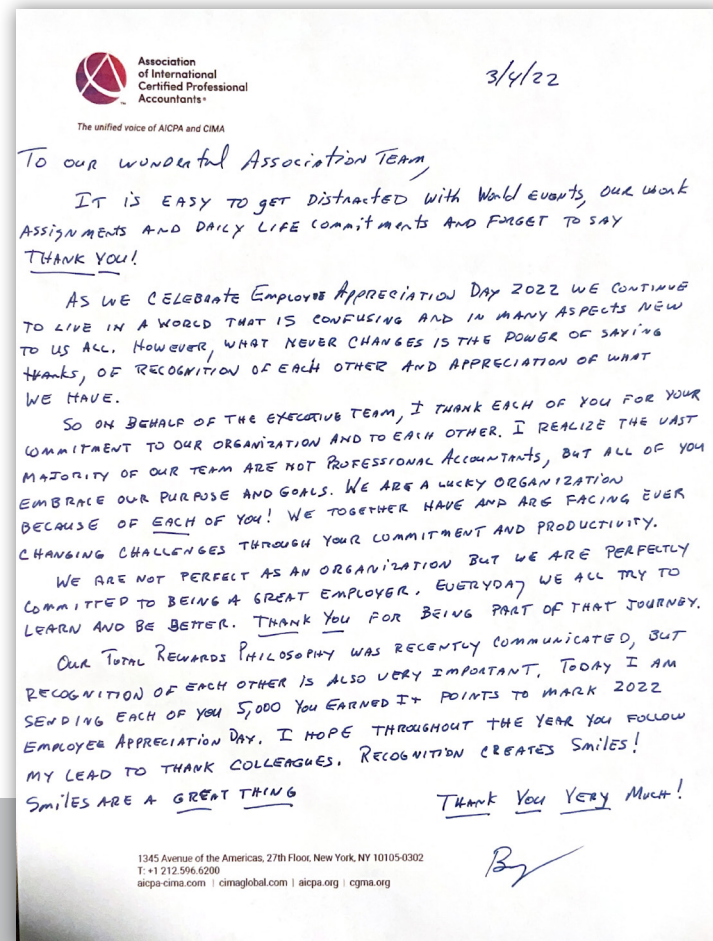 Association
of International
Certified Professional
Accountants®
™
The unified voice of AICPA and CIMA
3/4/22
To our wonderful Association Team,
It is easy to get distracted with World events, our work
assignments and daily life commitments and forget to say
THANK YOU!
As we celebrate Employee Appreciation Day 2022 we continue
to live in a world that is confusing and in many aspects new
to us all. However, what never changes is the power of saying
thanks, of recognition of each other and appreciation of what
we have.
So on behalf of the executive team, I thank each of you for your
commitment to our organization and to each other. I realize the vast
majority of our team are not Professional Accountants, but all of you
embrace our purpose and goals. We are a lucky organization
because of each of you! We together have and are facing ever
changing challenges through your commitment and productivity.
We are not perfect as an organization but we are perfectly
committed to being a great employer. Everyday we all try to
learn and be better. Thank You for being part of that journey.
Our Total Rewards Philosophy was recently communicated, but
recognition of each other is also very important. Today I am
sending each of you 5,000 You Earned It points to mark 2022
Employee Appreciation Day. I hope throughout the year you follow
my lead to thank colleagues. Recognition creates smiles!
Smiles are a GREAT THING
Thank You Very Much!
1345 Avenue of the Americas, 27th Floor, New York, NY 10105-0302
T: +1 212.596.6200
aicpa-cima.com | cimaglobal.com | aicpa.org | cgma.org